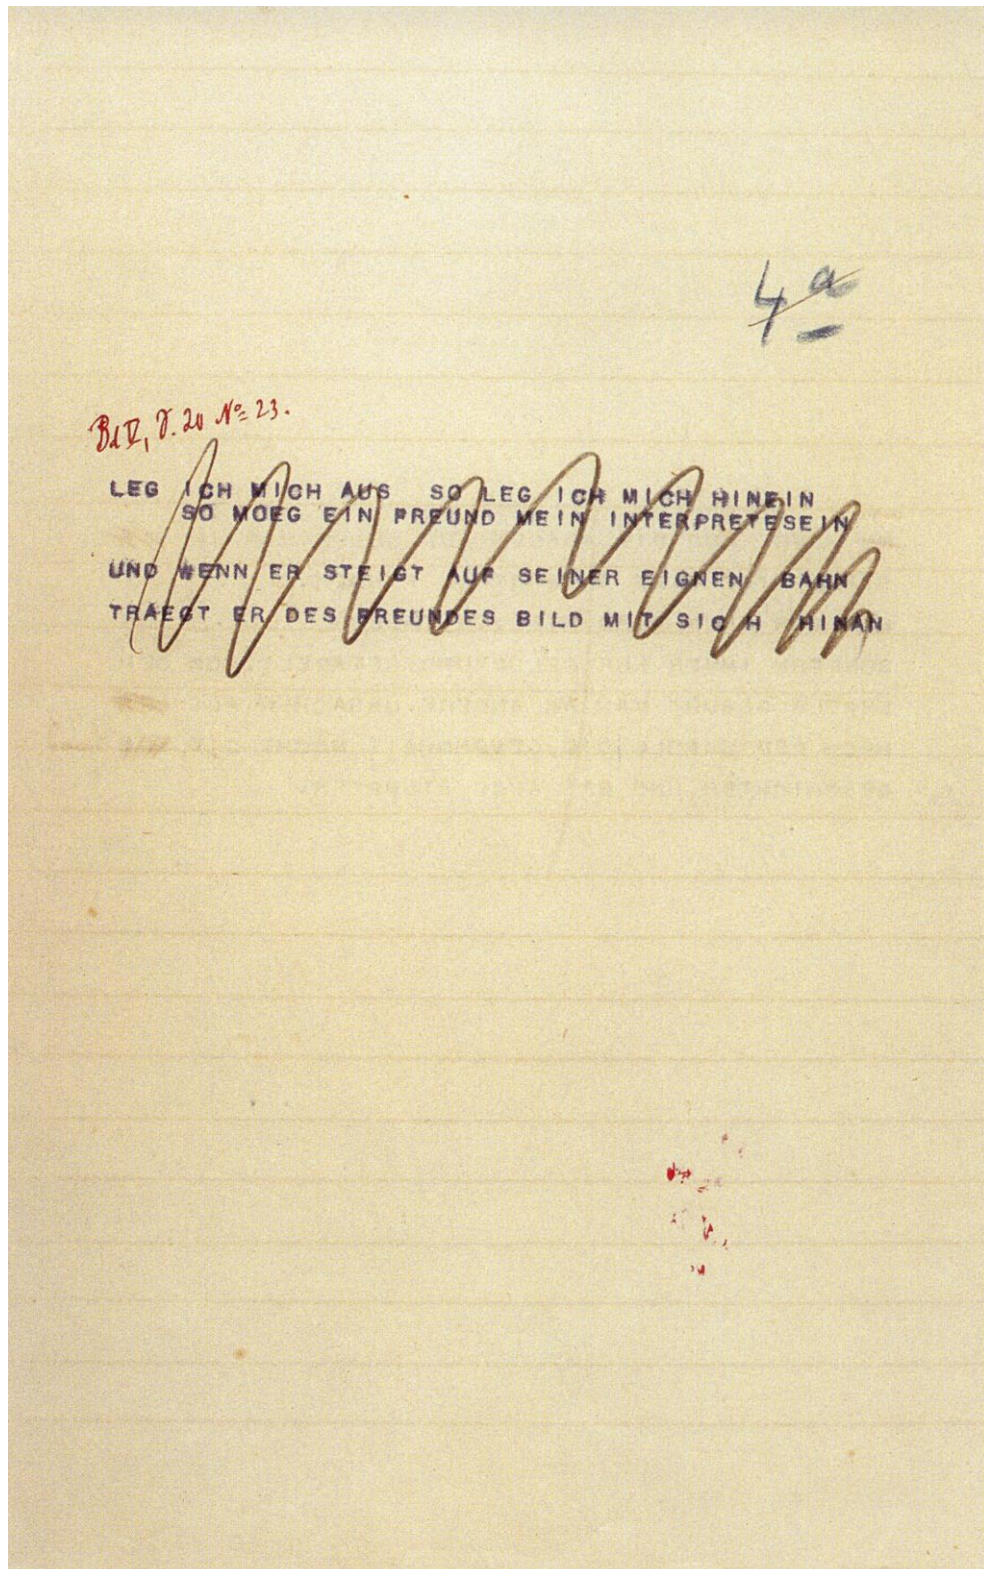 4a
Bd V, S. 20 No= 23.
LEG ICH MICH AUS SO LEG ICH MICH HINEIN
SO MOEG EIN FREUND MEIN INTERPRETESEIN
UND WENN ER STEIGT AUF SEINER EIGNEN BAHN
TRAEGT ER DES FREUNDES BILD MIT SICH HINAN